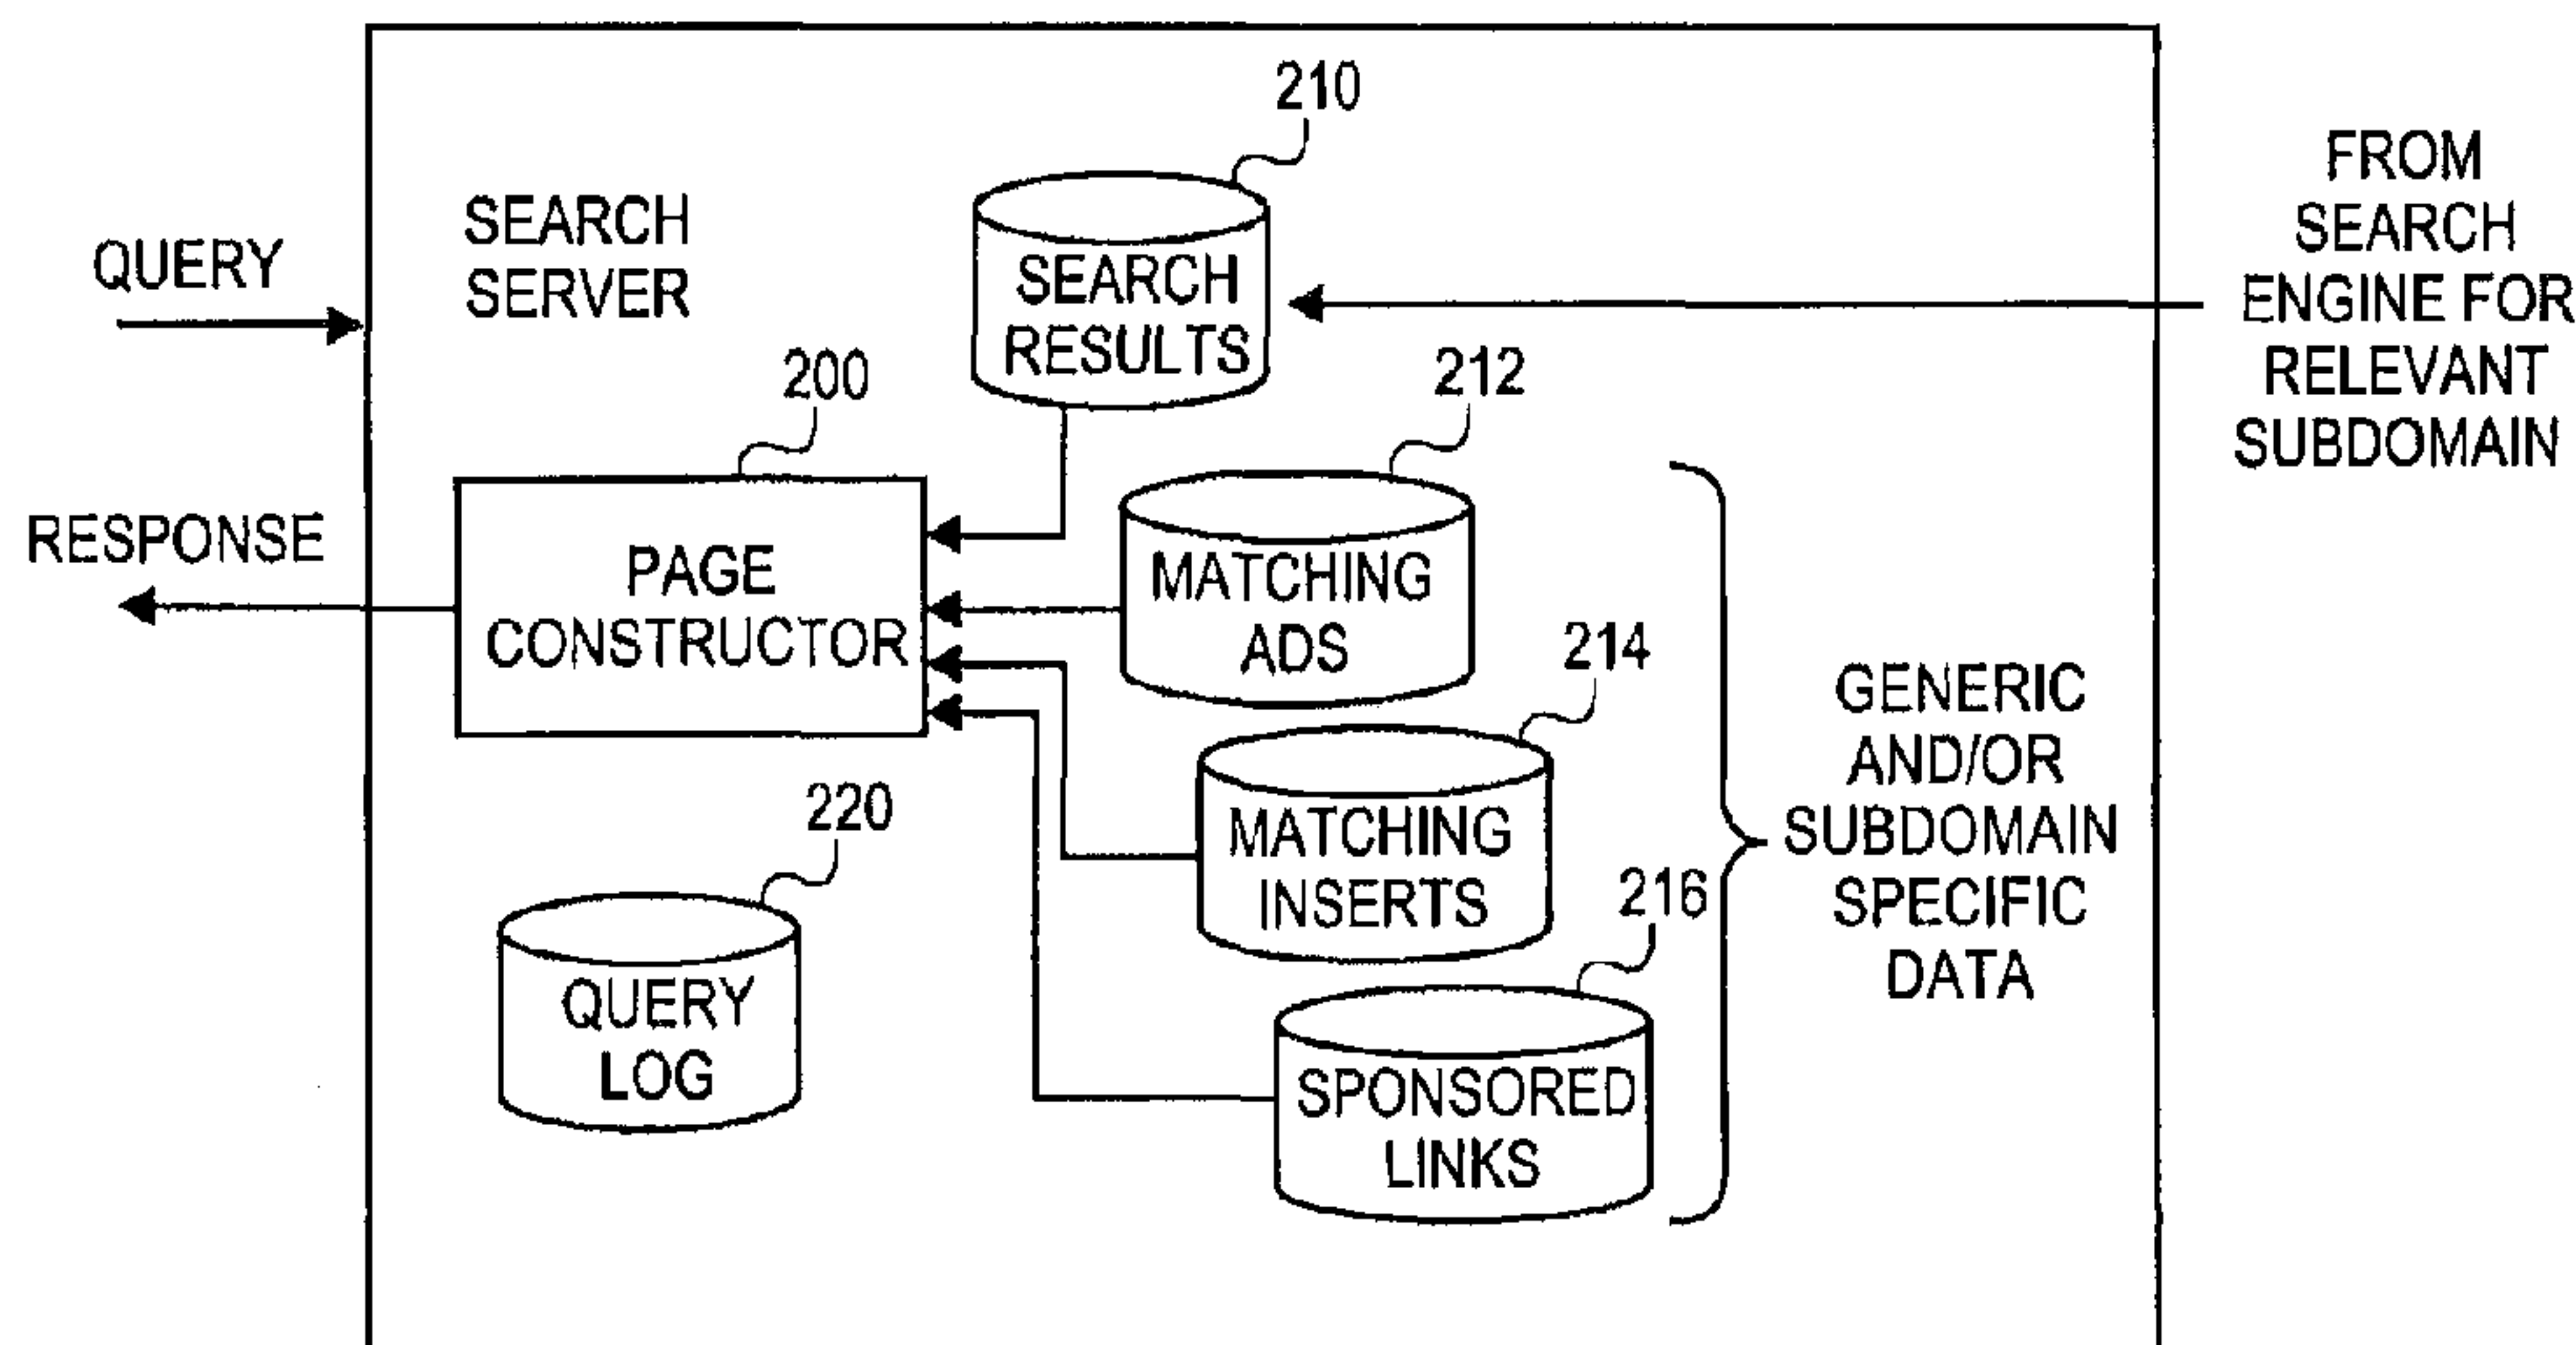 210
FROM
SEARCH
ENGINE FOR
RELEVANT
SUBDOMAIN
SEARCH
SERVER
QUERY
SEARCH
RESULTS
200
212
RESPONSE
PAGE
CONSTRUCTOR
MATCHING
ADS
214
GENERIC
AND/OR
SUBDOMAIN
SPECIFIC
DATA
220
MATCHING
INSERTS
216
QUERY
LOG
SPONSORED
LINKS